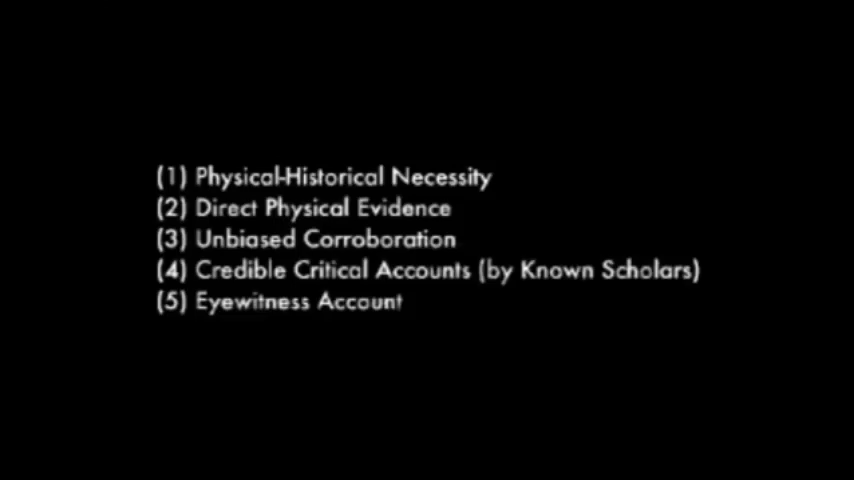 (1) Physical-Historical Necessity
(2) Direct Physical Evidence
(3) Unbiased Corroboration
(4) Credible Critical Accounts (by Known Scholars)
(5) Eyewitness Account